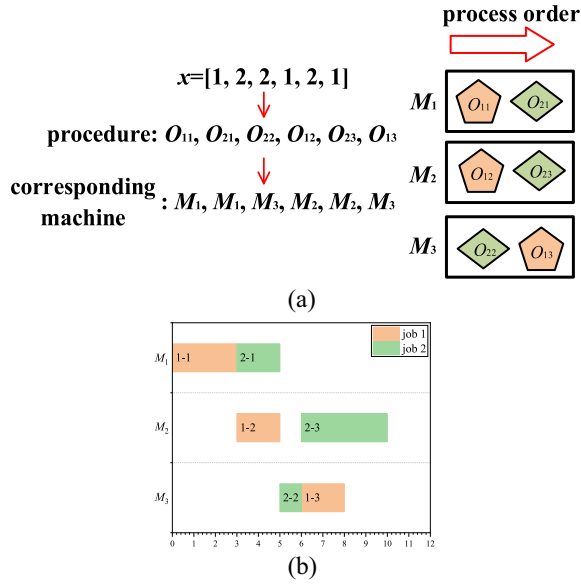 process order
x=[1, 2, 2, 1, 2, 1]
procedure: O₁₁, O₂₁, O₂₂, O₁₂, O₂₃, O₁₃
corresponding
machine
: M₁, M₁, M₃, M₂, M₂, M₃
M₁
O₁₁
O₂₁
M₂
O₁₂
O₂₃
M₃
O₂₂
O₁₃
(a)
job 1
job 2
M₁
1-1
2-1
M₂
1-2
2-3
M₃
2-2
1-3
0 1 2 3 4 5 6 7 8 9 10 11 12
(b)